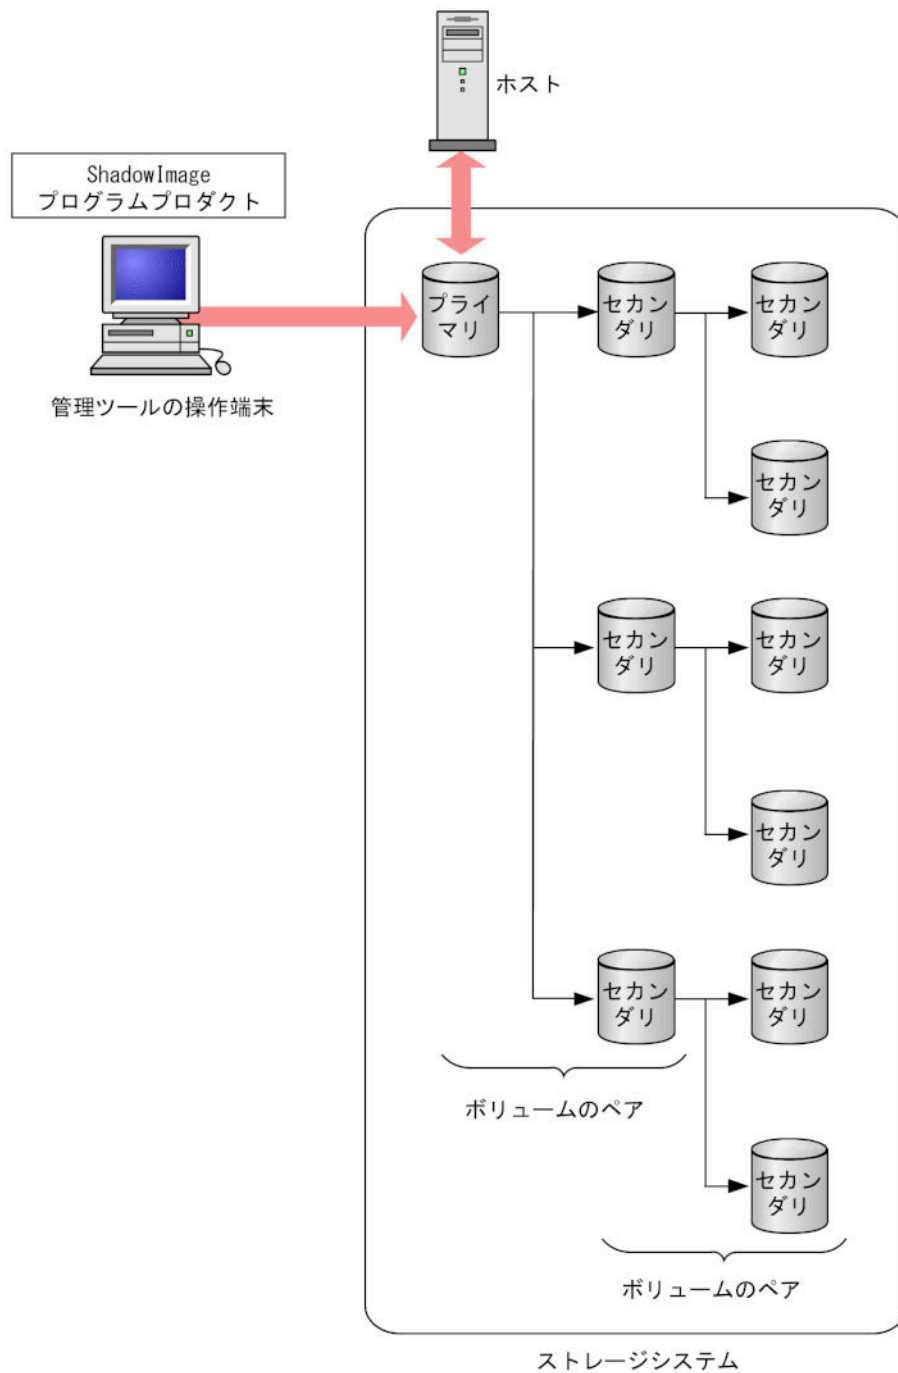 ホスト
ShadowImage
プログラムプロダクト
管理ツールの操作端末
プライ
マリ
セカン
ダリ
セカン
ダリ
セカン
ダリ
セカン
ダリ
セカン
ダリ
セカン
ダリ
セカン
ダリ
セカン
ダリ
セカン
ダリ
ボリュームのペア
ボリュームのペア
ストレージシステム